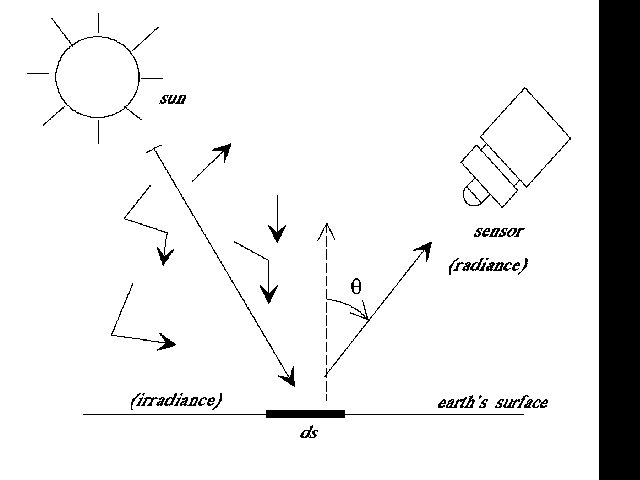 sun
sensor
(radiance)
θ
(irradiance)
earth's surface
ds